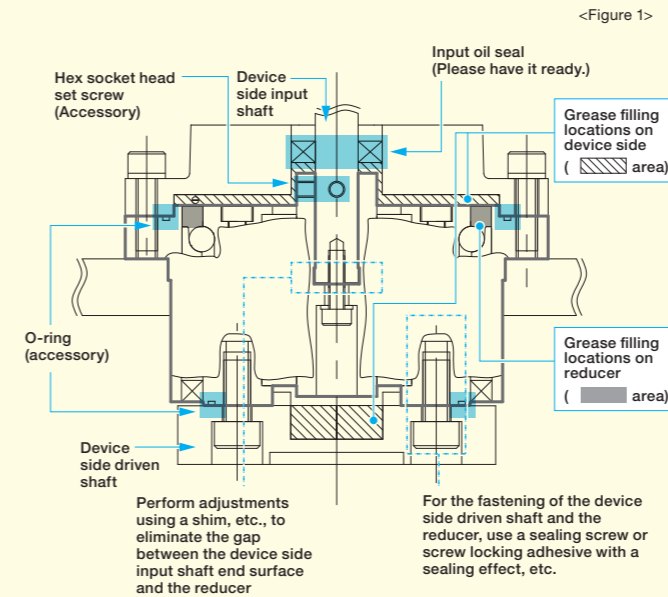 <Figure 1>
Input oil seal
(Please have it ready.)
Hex socket head
set screw
(Accessory)
Device
side input
shaft
Grease filling
locations on
device side
( area)
O-ring
(accessory)
Grease filling
locations on
reducer
( area)
Device
side driven
shaft
Perform adjustments
using a shim, etc., to
eliminate the gap
between the device side
input shaft end surface
and the reducer
For the fastening of the device
side driven shaft and the
reducer, use a sealing screw or
screw locking adhesive with a
sealing effect, etc.